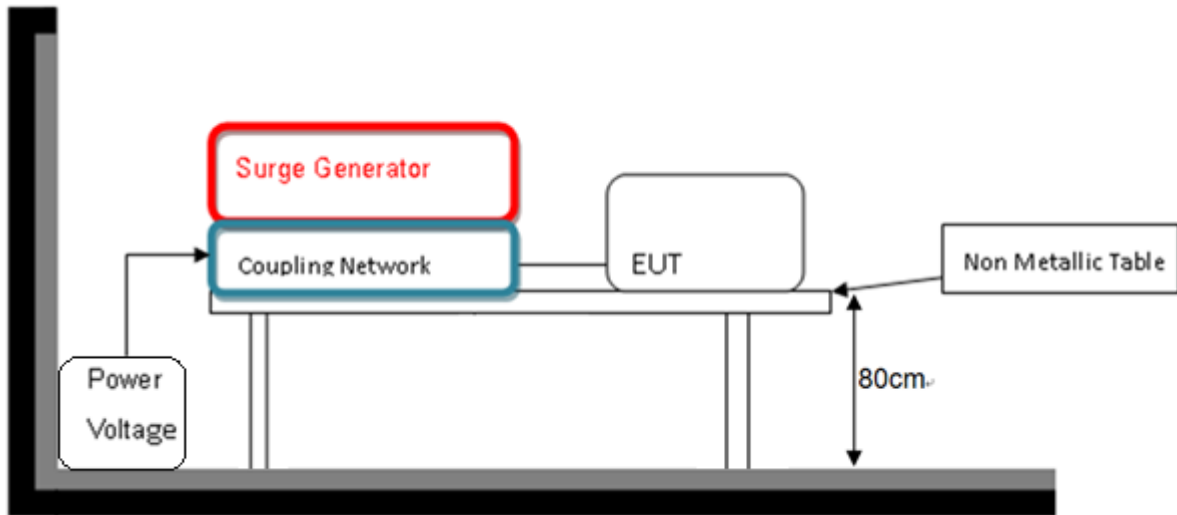 Surge Generator
Coupling Network
EUT
Non Metallic Table
Power
Voltage
80cm